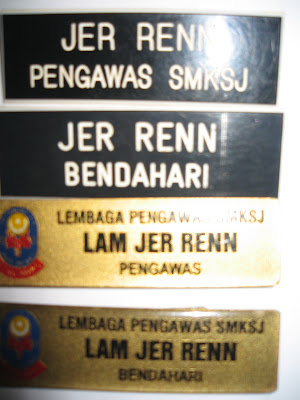 JER RENN
PENGAWAS SMKSJ
JER RENN
BENDAHARI
LEMBAGA PENGAWAS SMKSJ
LAM JER RENN
PENGAWAS
LEMBAGA PENGAWAS SMKSJ
LAM JER RENN
BENDAHARI